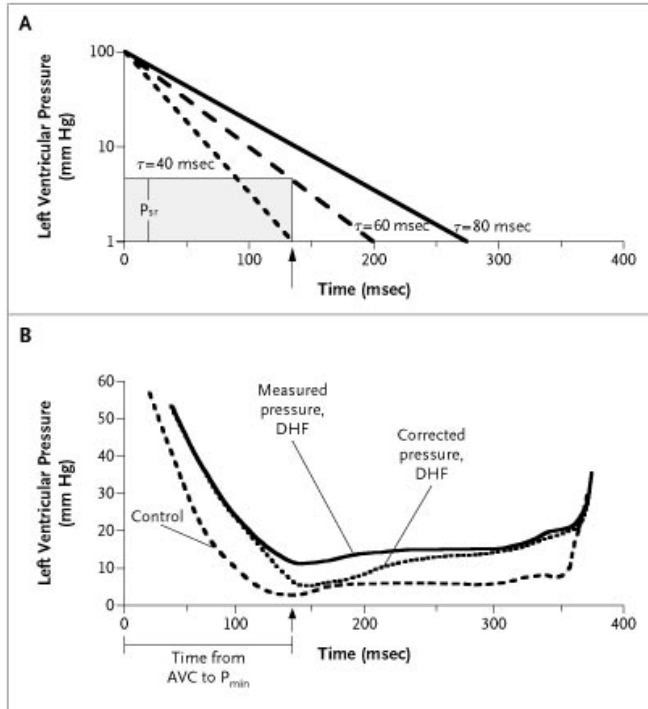 A
Left Ventricular Pressure
(mm Hg)
100
10
1
τ=40 msec
P_sr
τ=60 msec
τ=80 msec
0
100
200
300
400
Time (msec)
B
Left Ventricular Pressure
(mm Hg)
60
50
40
30
20
10
0
Measured
pressure,
DHF
Corrected
pressure,
DHF
Control
0
100
200
300
400
Time from
AVC to P_min
Time (msec)